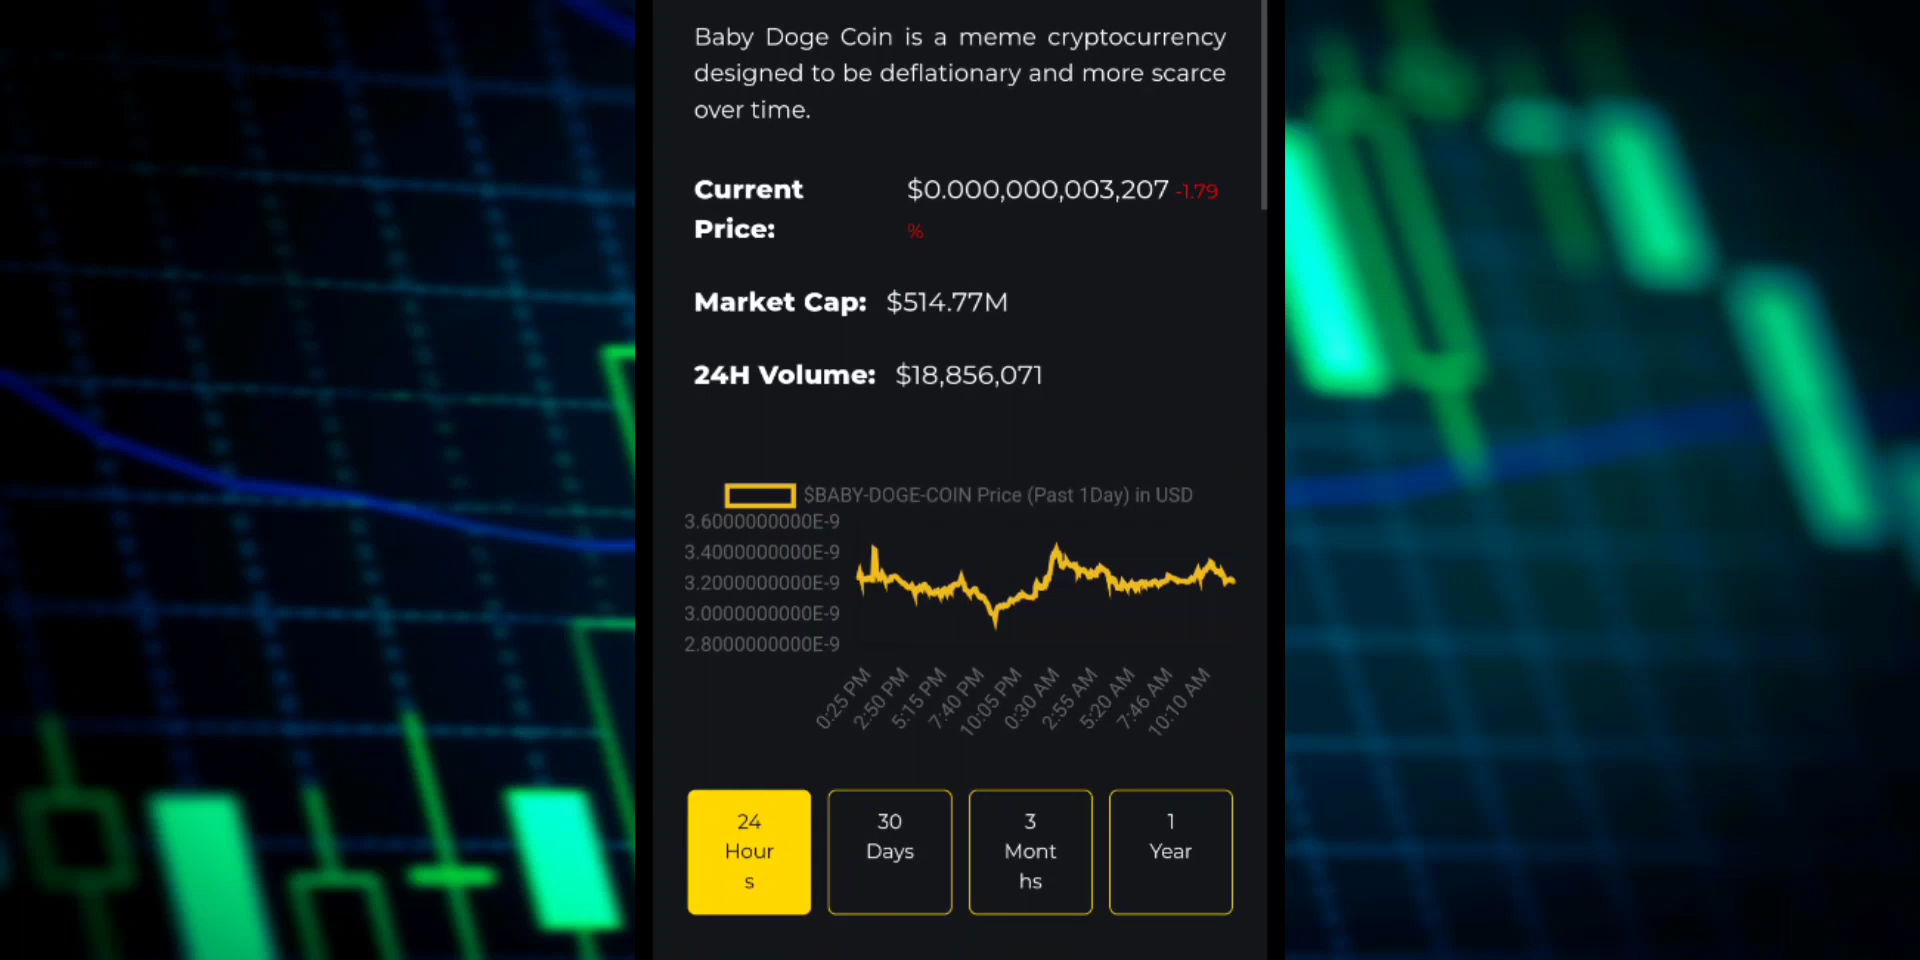 Baby Doge Coin is a meme cryptocurrency
designed to be deflationary and more scarce
over time.
Current $0.000,000,003,207 -1.79
Price: %
Market Cap: $514.77M
24H Volume: $18,856,071
$BABY-DOGE-COIN Price (Past 1Day) in USD
3.6000000000E-9
3.4000000000E-9
3.2000000000E-9
3.0000000000E-9
2.8000000000E-9
0:25 PM
2:50 PM
5:15 PM
7:40 PM
10:05 PM
0:30 AM
2:55 AM
5:20 AM
7:46 AM
10:10 AM
24
Hour
s
30
Days
3
Mont
hs
1
Year